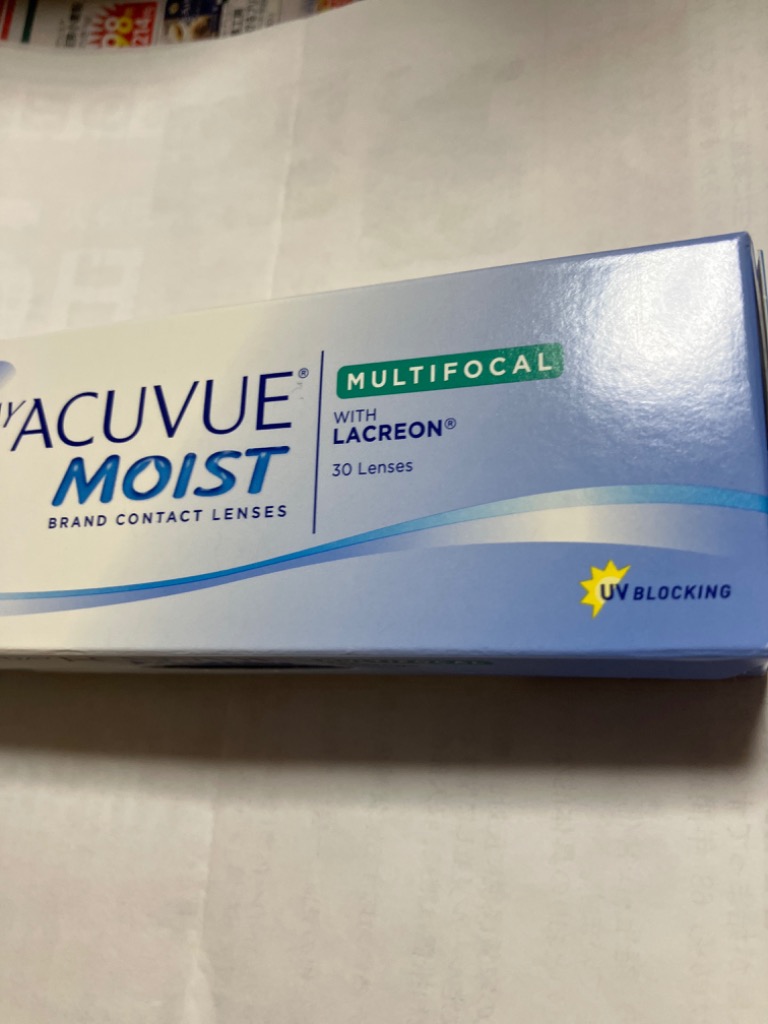 ACUVUE®
MOIST
BRAND CONTACT LENSES
MULTIFOCAL
WITH
LACREON®
30 Lenses
UV BLOCKING